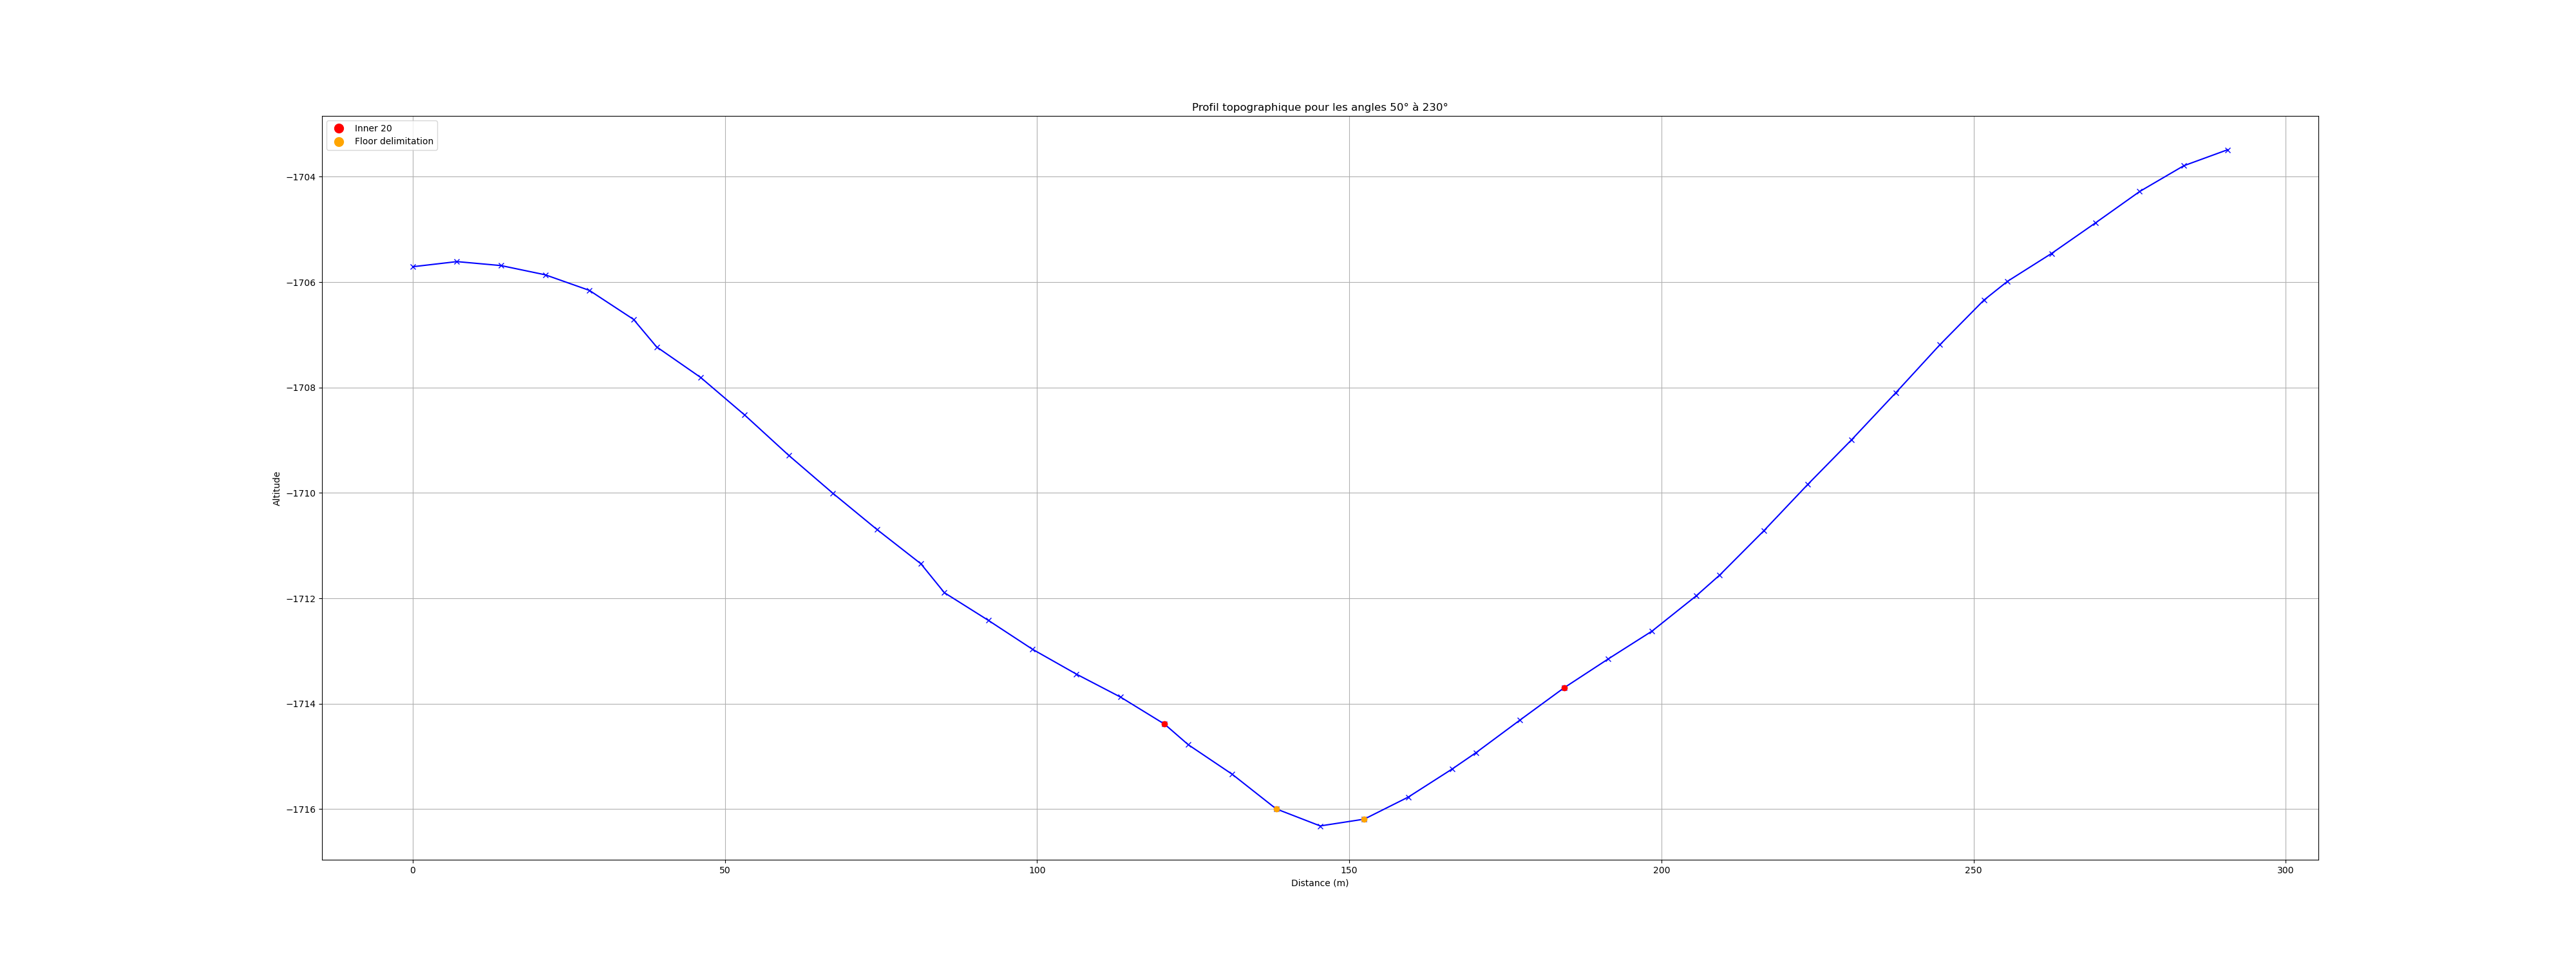 Profil topographique pour les angles 50° à 230°
Inner 20
Floor delimitation
−1704
−1706
−1708
−1710
−1712
−1714
−1716
Altitude
0 50 100 150 200 250 300
Distance (m)